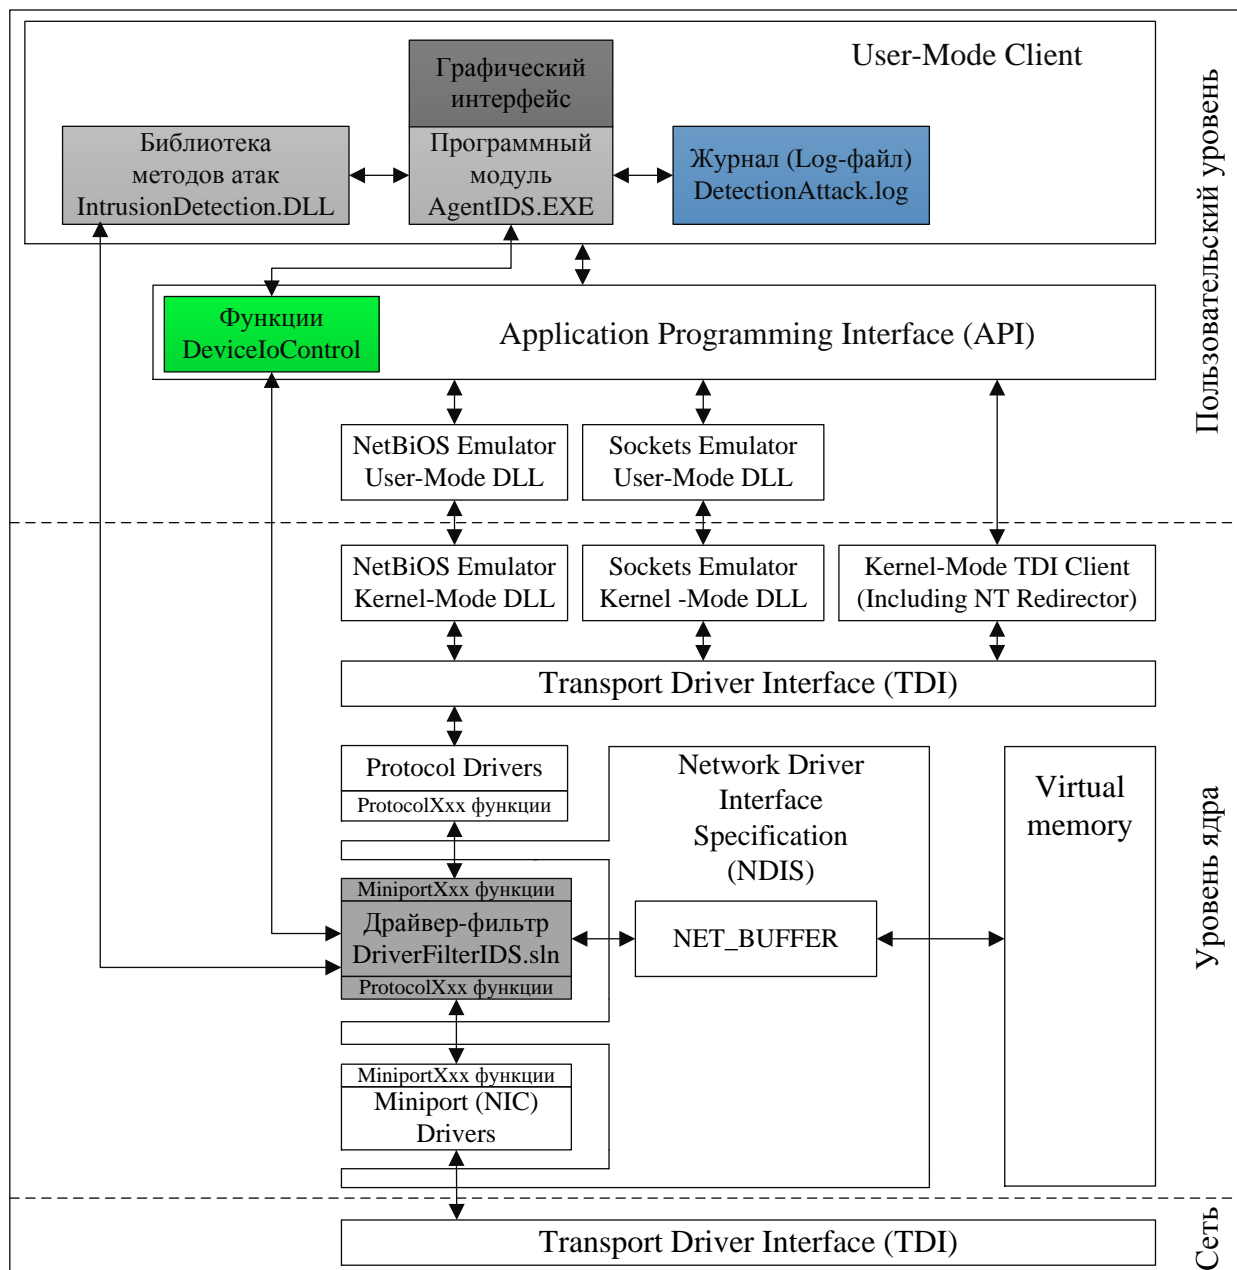 User-Mode Client
Графический
интерфейс
Библиотека
методов атак
IntrusionDetection.DLL
Программный
модуль
AgentIDS.EXE
Журнал (Log-файл)
DetectionAttack.log
Пользовательский уровень
Функции
DeviceIoControl
Application Programming Interface (API)
NetBiOS Emulator
User-Mode DLL
Sockets Emulator
User-Mode DLL
NetBiOS Emulator
Kernel-Mode DLL
Sockets Emulator
Kernel -Mode DLL
Kernel-Mode TDI Client
(Including NT Redirector)
Transport Driver Interface (TDI)
Protocol Drivers
ProtocolXxx функции
Network Driver
Interface
Specification
(NDIS)
Virtual
memory
Уровень ядра
MiniportXxx функции
Драйвер-фильтр
DriverFilterIDS.sln
ProtocolXxx функции
NET_BUFFER
MiniportXxx функции
Miniport (NIC)
Drivers
Transport Driver Interface (TDI)
Сеть